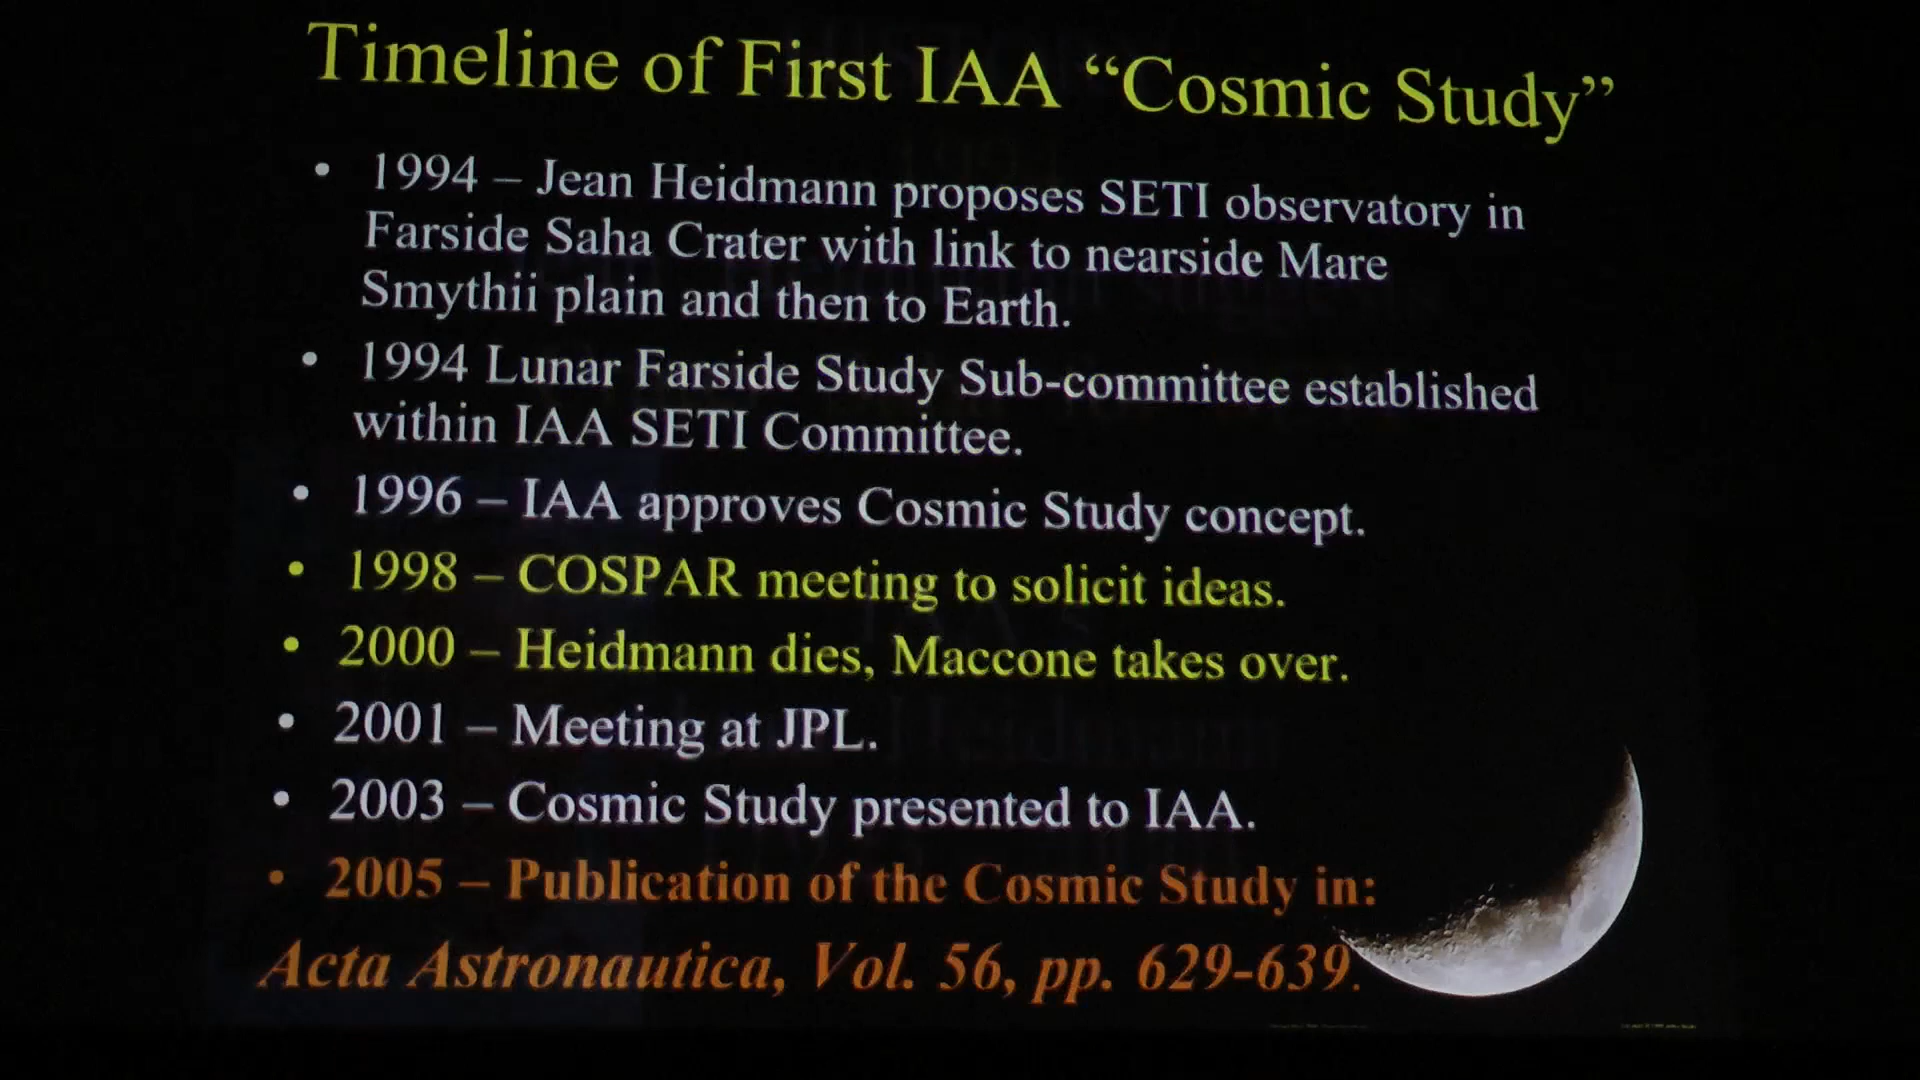 Timeline of First IAA “Cosmic Study”
• 1994 – Jean Heidmann proposes SETI observatory in
Farside Saha Crater with link to nearside Mare
Smythii plain and then to Earth.
• 1994 Lunar Farside Study Sub-committee established
within IAA SETI Committee.
• 1996 – IAA approves Cosmic Study concept.
• 1998 – COSPAR meeting to solicit ideas.
• 2000 – Heidmann dies, Maccone takes over.
• 2001 – Meeting at JPL.
• 2003 – Cosmic Study presented to IAA.
• 2005 – Publication of the Cosmic Study in:
Acta Astronautica, Vol. 56, pp. 629-639.